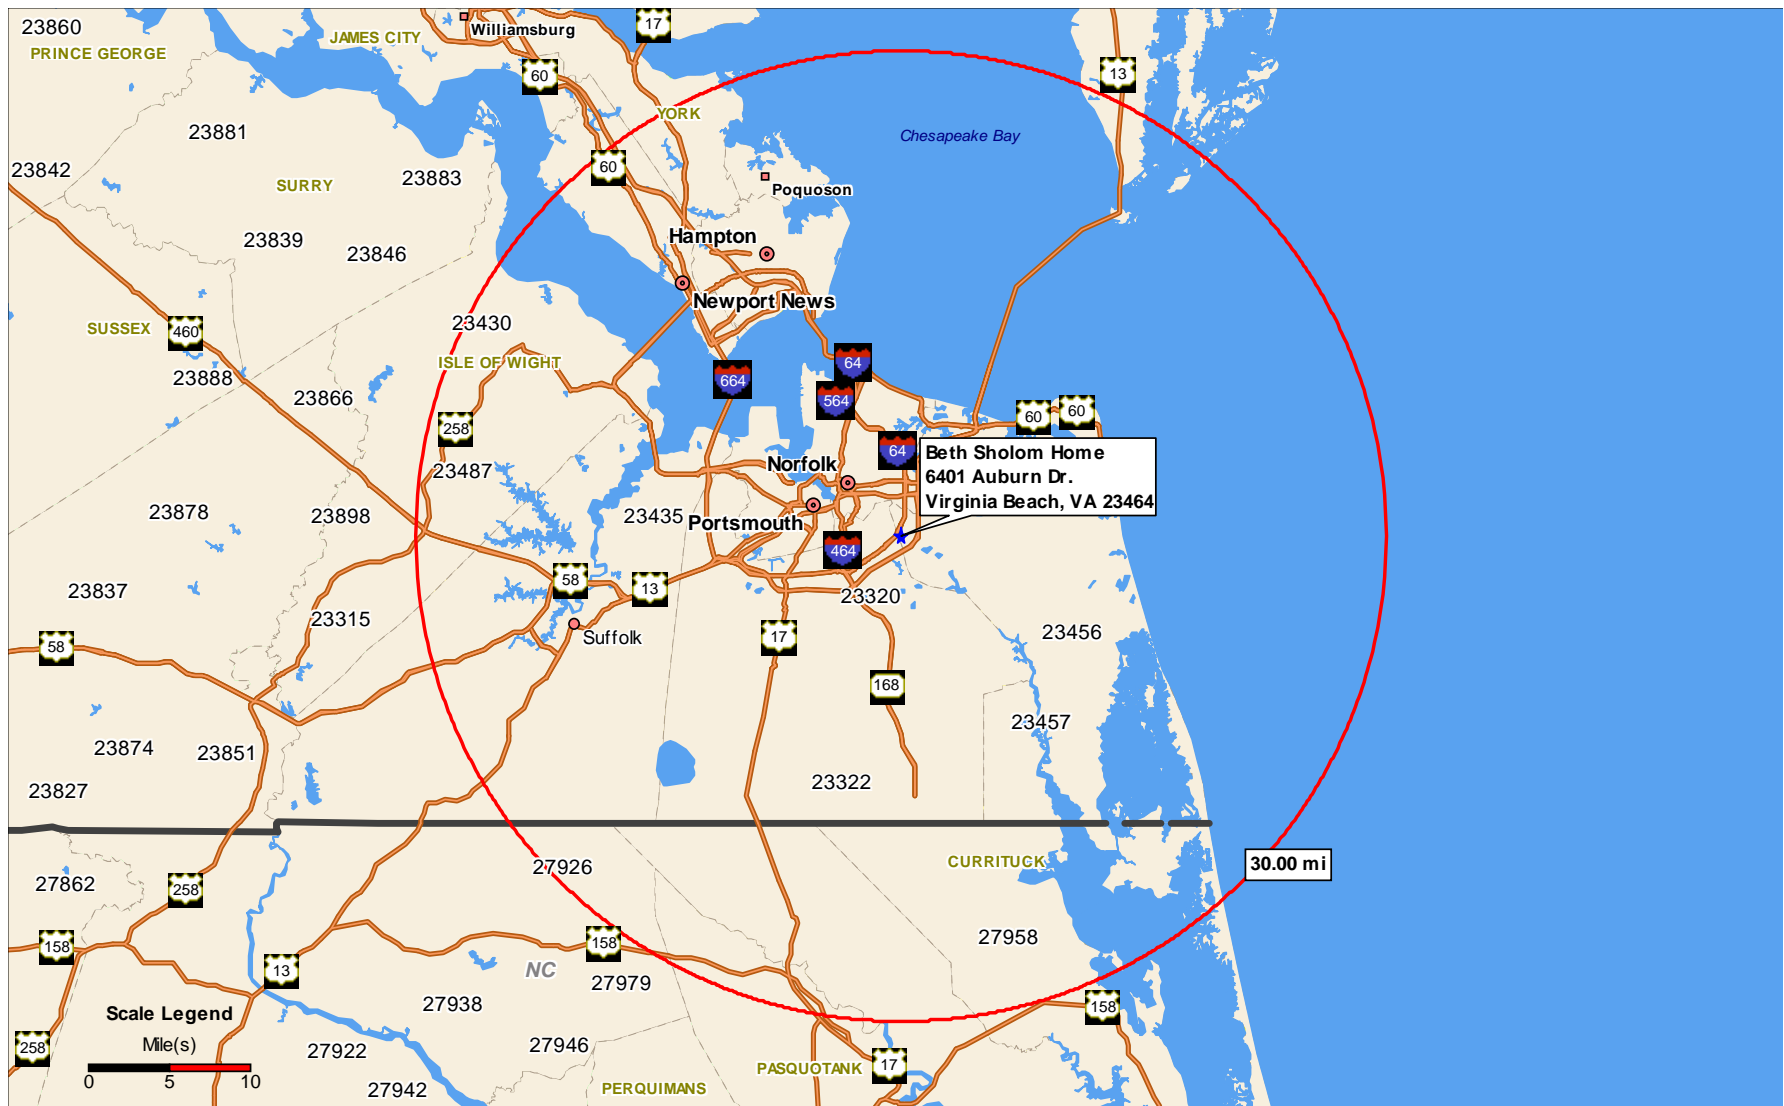 23860
PRINCE GEORGE
JAMES CITY
Williamsburg
17
60
13
YORK
Chesapeake Bay
23881
23842
SURRY
23883
60
Poquoson
23839
23846
Hampton
Newport News
SUSSEX
460
23430
ISLE OF WIGHT
23888
23866
664
64
564
258
60
60
64
Beth Sholom Home
6401 Auburn Dr.
Virginia Beach, VA 23464
Norfolk
23487
23878
23898
23435
Portsmouth
464
23837
58
13
23320
23315
Suffolk
17
23456
58
168
23457
23874
23851
23827
23322
27926
CURRITUCK
30.00 mi
27862
258
158
158
27958
13
NC
27979
27938
158
Scale Legend
Mile(s)
0 5 10
258
27922
27946
17
PASQUOTANK
27942
PERQUIMANS